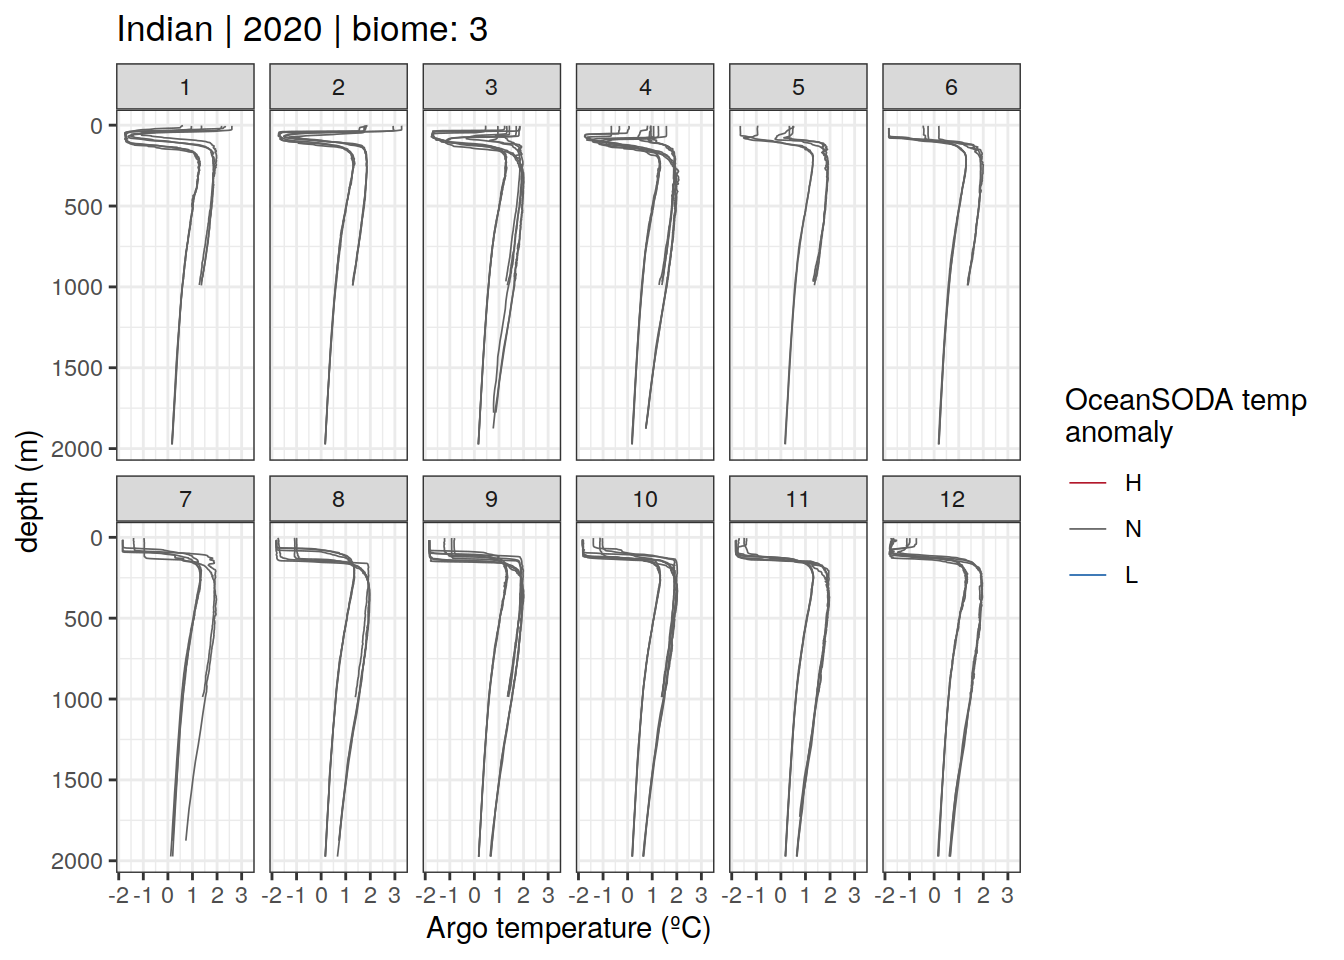 Indian | 2020 | biome: 3
1 2 3 4 5 6
0
500
1000
1500
2000
7 8 9 10 11 12
0
500
1000
1500
2000
-2 -1 0 1 2 3 -2 -1 0 1 2 3 -2 -1 0 1 2 3 -2 -1 0 1 2 3 -2 -1 0 1 2 3 -2 -1 0 1 2 3
depth (m)
Argo temperature (ºC)
OceanSODA temp
anomaly
H
N
L